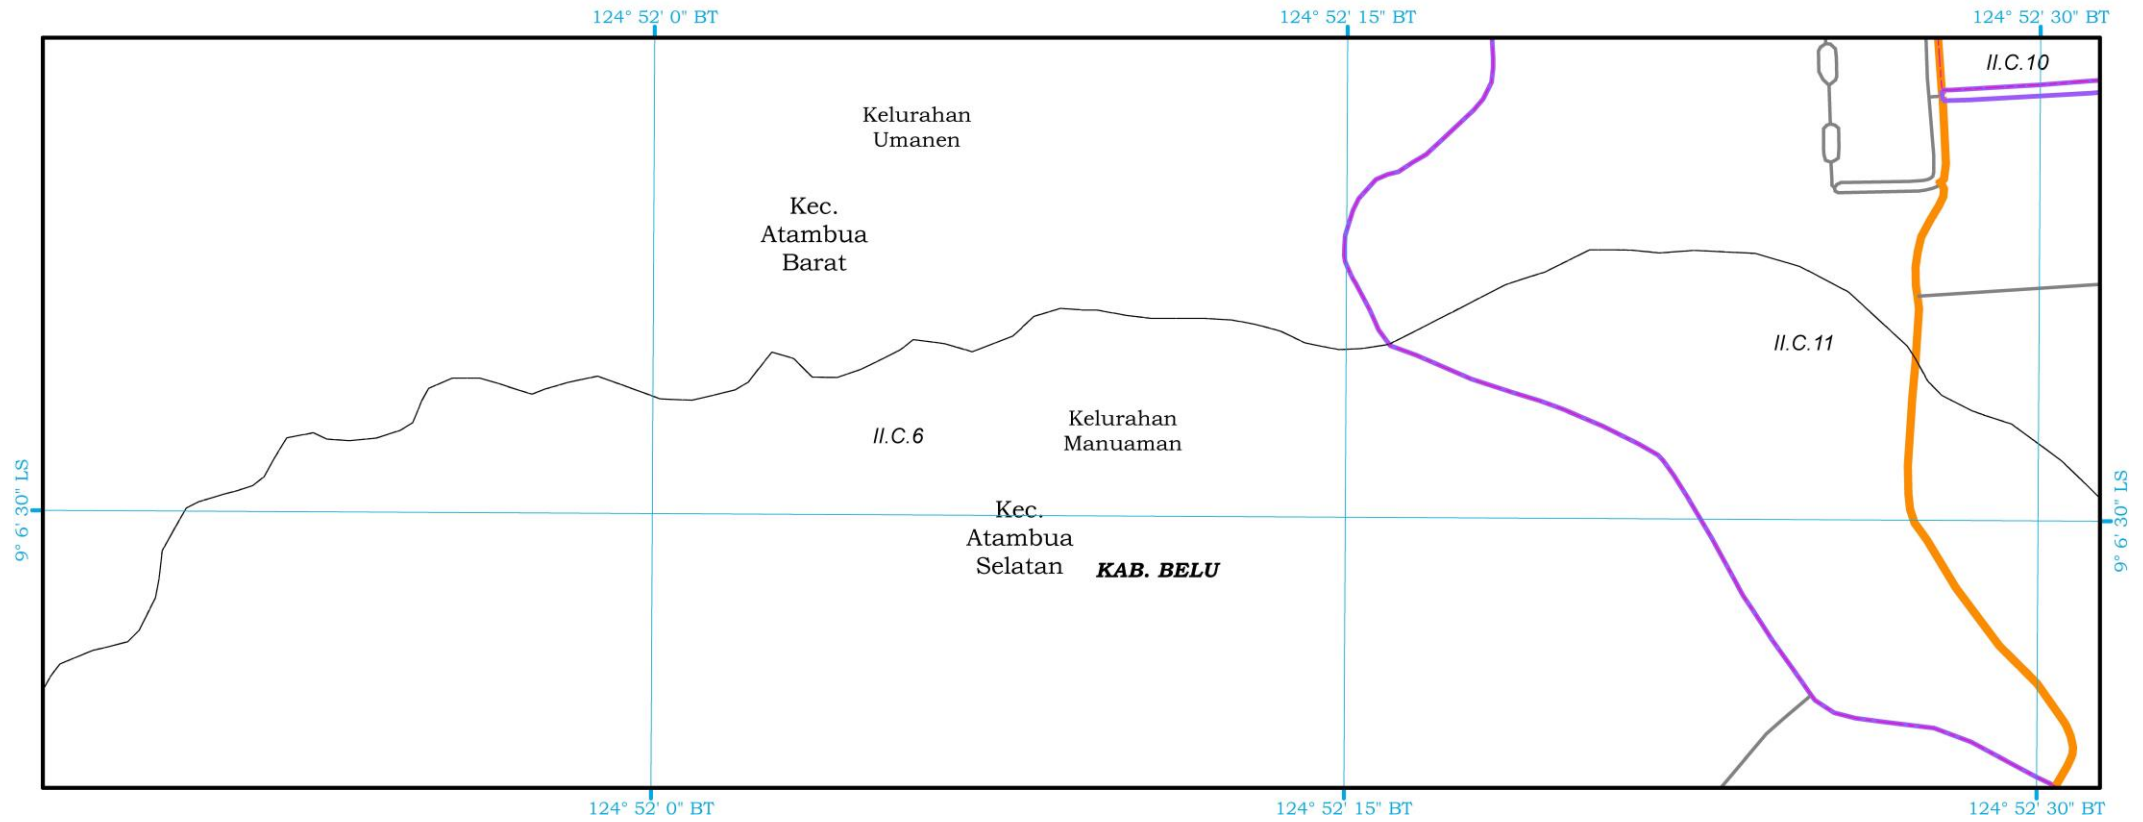 124° 52' 0" BT
124° 52' 15" BT
124° 52' 30" BT
II.C.10
Kelurahan
Umanen
Kec.
Atambua
Barat
II.C.11
Kelurahan
Manuaman
II.C.6
9° 6' 30" LS
9° 6' 30" LS
Kec.
Atambua
Selatan
KAB. BELU
124° 52' 0" BT
124° 52' 15" BT
124° 52' 30" BT